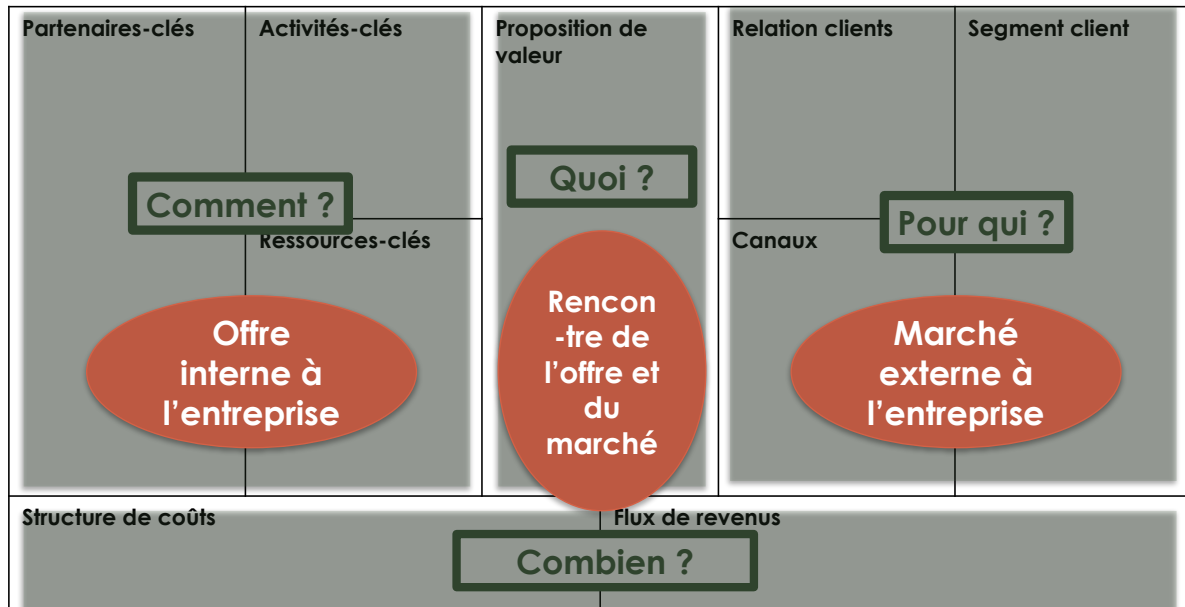 Partenaires-clés
Activités-clés
Proposition de
valeur
Relation clients
Segment client
Comment ?
Quoi ?
Pour qui ?
Ressources-clés
Canaux
Offre
interne à
l’entreprise
Rencon
-tre de
l’offre et
du
marché
Marché
externe à
l’entreprise
Structure de coûts
Flux de revenus
Combien ?